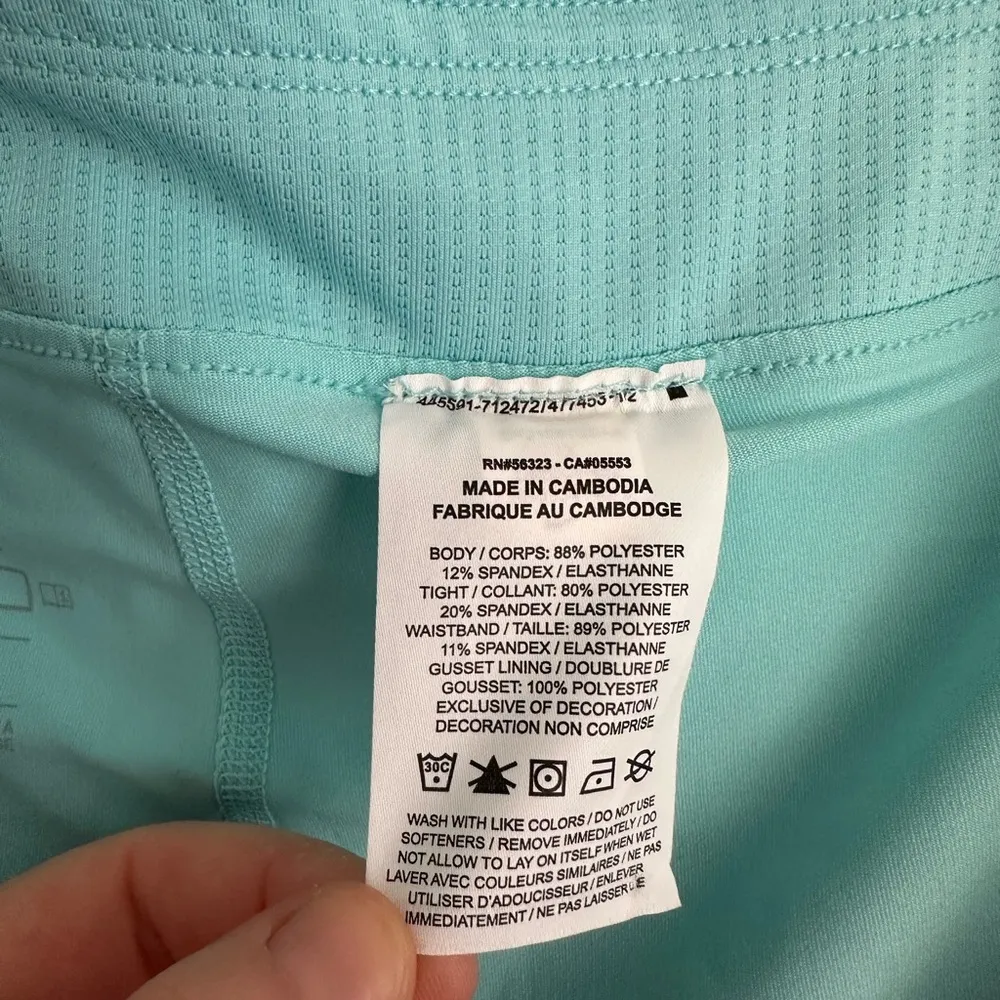 RN#56323 - CA#05553
MADE IN CAMBODIA
FABRIQUE AU CAMBODGE
BODY / CORPS: 88% POLYESTER
12% SPANDEX / ELASTHANNE
TIGHT / COLLANT: 80% POLYESTER
20% SPANDEX / ELASTHANNE
WAISTBAND / TAILLE: 89% POLYESTER
11% SPANDEX / ELASTHANNE
GUSSET LINING / DOUBLURE DE
GOUSSET: 100% POLYESTER
EXCLUSIVE OF DECORATION /
DECORATION NON COMPRISE
30C
WASH WITH LIKE COLORS / DO NOT USE
SOFTENERS / REMOVE IMMEDIATELY / DO
NOT ALLOW TO LAY ON ITSELF WHEN WET
LAVER AVEC COULEURS SIMILAIRES / NE PAS
UTILISER D'ADOUCISSEUR / ENLEVER
IMMEDIATEMENT / NE PAS LAISSER